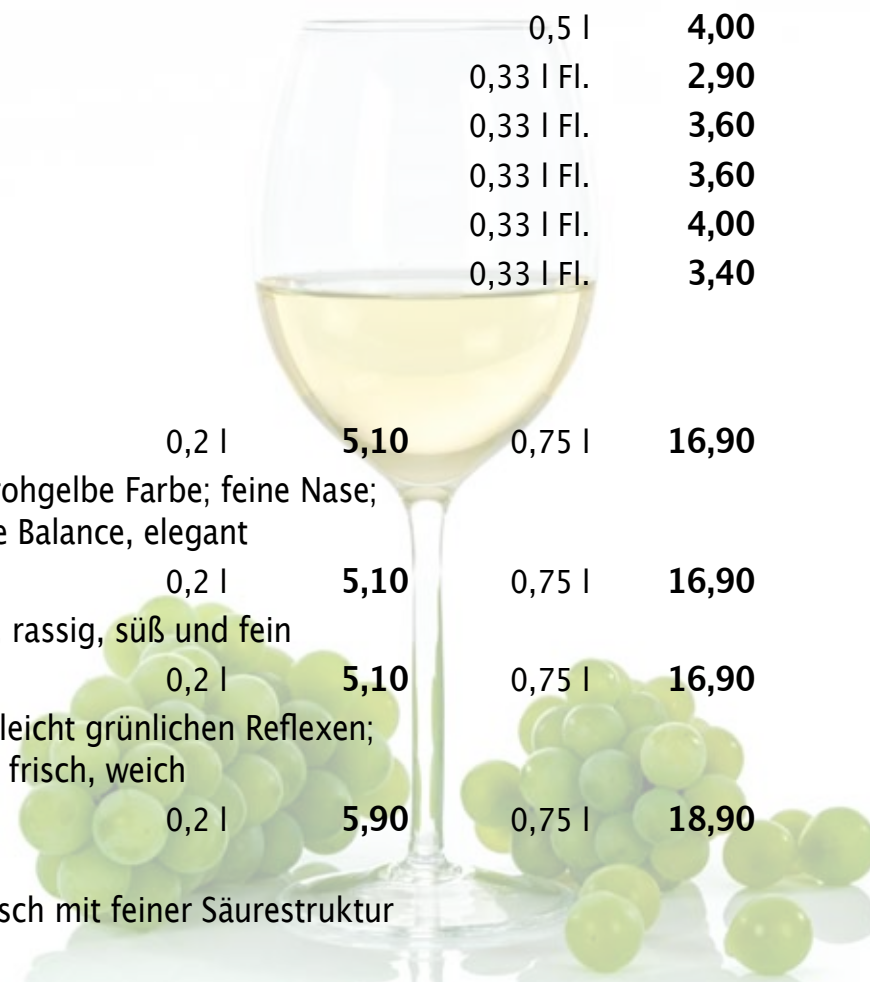 0,5 l 4,00
0,33 l Fl. 2,90
0,33 l Fl. 3,60
0,33 l Fl. 3,60
0,33 l Fl. 4,00
0,33 l Fl. 3,40
0,2 l 5,10 0,75 l 16,90
ohgelbe Farbe; feine Nase;
e Balance, elegant
0,2 l 5,10 0,75 l 16,90
rassig, süß und fein
0,2 l 5,10 0,75 l 16,90
leicht grünlichen Reflexen;
frisch, weich
0,2 l 5,90 0,75 l 18,90
sch mit feiner Säurestruktur